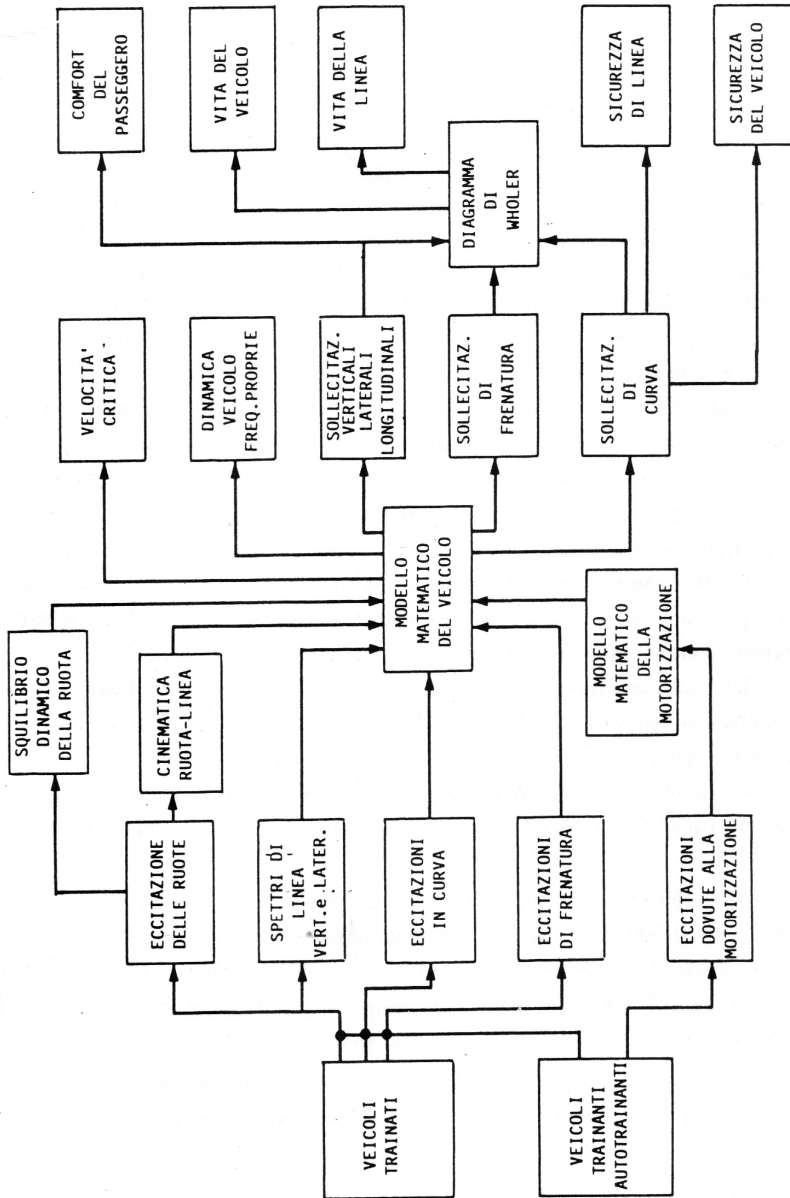 VEICOLI
TRAINATI
VEICOLI
TRAINANTI
AUTOTRAINANTI
ECCITAZIONE
DELLE RUOTE
SPETTRI DI
LINEA
VERT.e LATER.
ECCITAZIONI
IN CURVA
ECCITAZIONI
DI FRENATURA
ECCITAZIONI
DOVUTE ALLA
MOTORIZZAZIONE
SQUILIBRIO
DINAMICO
DELLA RUOTA
CINEMATICA
RUOTA-LINEA
MODELLO
MATEMATICO
DELLA
MOTORIZZAZIONE
MODELLO
MATEMATICO
DEL VEICOLO
VELOCITA'
CRITICA
DINAMICA
VEICOLO
FREQ.PROPRIE
SOLLECITAZ.
VERTICALI
LATERALI
LONGITUDINALI
SOLLECITAZ.
DI
FRENATURA
SOLLECITAZ.
DI
CURVA
DIAGRAMMA
DI
WHOLER
COMFORT
DEL
PASSEGGERO
VITA DEL
VEICOLO
VITA DELLA
LINEA
SICUREZZA
DI LINEA
SICUREZZA
DEL VEICOLO